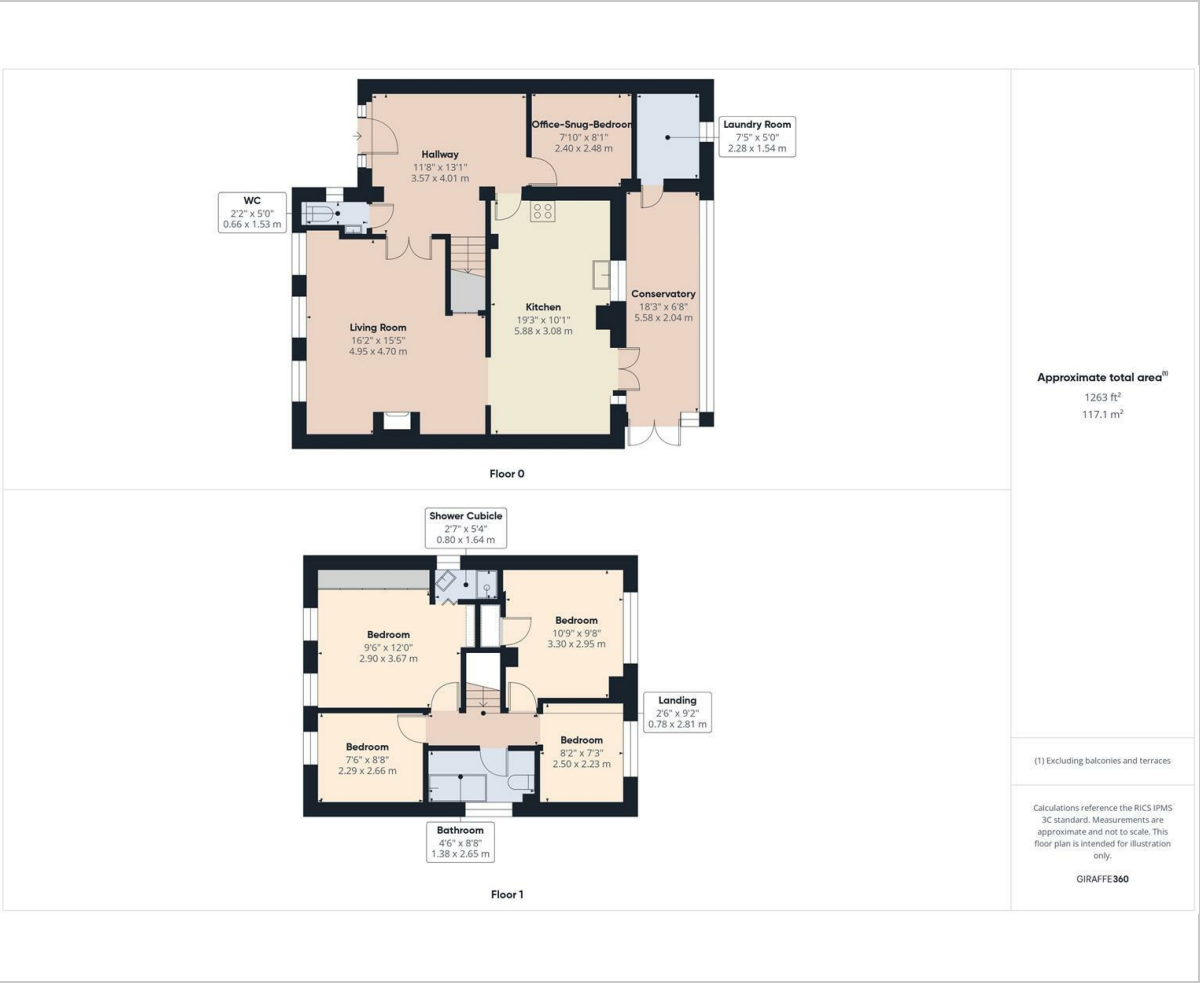 Office-Snug-Bedroom
7'10" x 8'1"
2.40 x 2.48 m
Laundry Room
7'5" x 5'0"
2.28 x 1.54 m
Hallway
11'8" x 13'1"
3.57 x 4.01 m
WC
2'2" x 5'0"
0.66 x 1.53 m
Conservatory
18'3" x 6'8"
5.58 x 2.04 m
Kitchen
19'3" x 10'1"
5.88 x 3.08 m
Living Room
16'2" x 15'5"
4.95 x 4.70 m
Floor 0
Shower Cubicle
2'7" x 5'4"
0.80 x 1.64 m
Bedroom
10'9" x 9'8"
3.30 x 2.95 m
Bedroom
9'6" x 12'0"
2.90 x 3.67 m
Landing
2'6" x 9'2"
0.78 x 2.81 m
Bedroom
8'2" x 7'3"
2.50 x 2.23 m
Bedroom
7'6" x 8'8"
2.29 x 2.66 m
Bathroom
4'6" x 8'8"
1.38 x 2.65 m
Floor 1
Approximate total area(1)
1263 ft²
117.1 m²
(1) Excluding balconies and terraces
Calculations reference the RICS IPMS
3C standard. Measurements are
approximate and not to scale. This
floor plan is intended for illustration
only.
GIRAFFE360